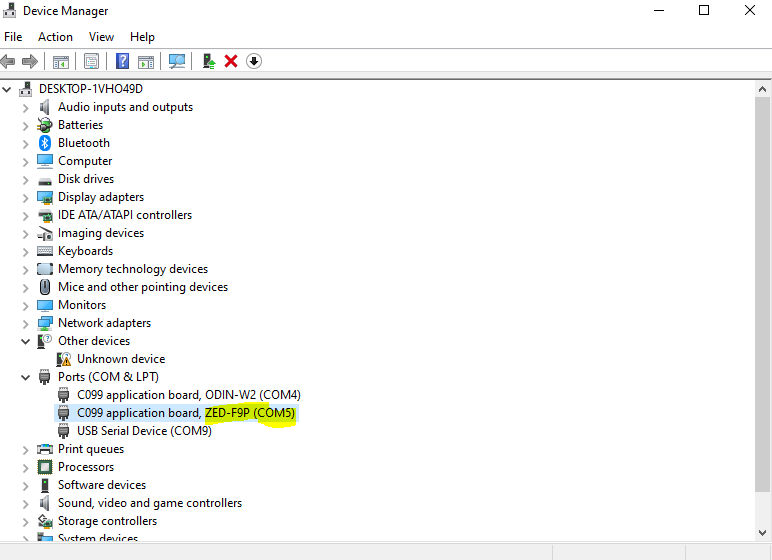 Device Manager
File Action View Help
DESKTOP-1VHO49D
Audio inputs and outputs
Batteries
Bluetooth
Computer
Disk drives
Display adapters
IDE ATA/ATAPI controllers
Imaging devices
Keyboards
Memory technology devices
Mice and other pointing devices
Monitors
Network adapters
Other devices
Unknown device
Ports (COM & LPT)
C099 application board, ODIN-W2 (COM4)
C099 application board, ZED-F9P (COM5)
USB Serial Device (COM9)
Print queues
Processors
Software devices
Sound, video and game controllers
Storage controllers
System devices